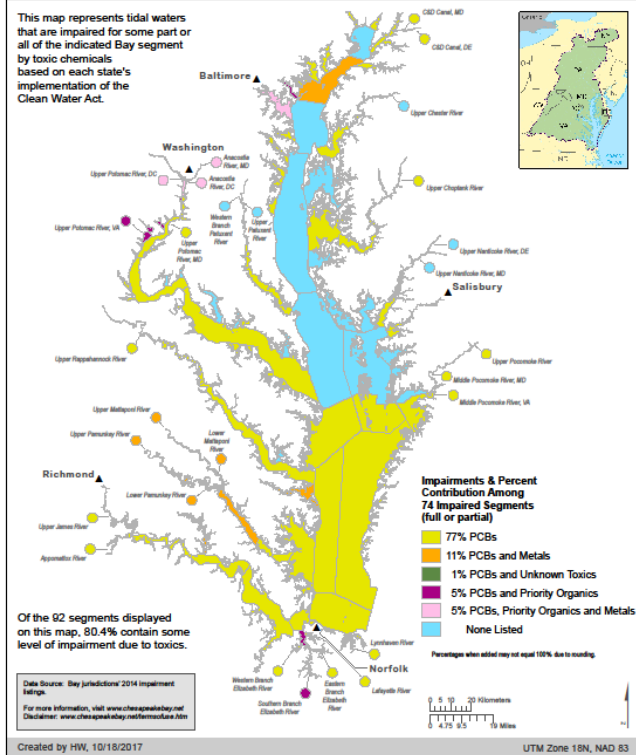 This map represents tidal waters
that are impaired for some part or
all of the indicated Bay segment
by toxic chemicals
based on each state's
implementation of the
Clean Water Act.
C&D Canal, MD
C&D Canal, DE
Baltimore
Upper Chester River
Washington
Anacostia
River, MD
Upper Potomac River, DC
Anacostia
River, DC
Upper Choptank River
Western
Branch
Patuxent
River
Upper
Patuxent
River
Upper Potomac River, VA
Upper
Potomac
River, MD
Upper Nanticoke River, DE
Upper Nanticoke River, MD
Salisbury
Upper Rappahannock River
Upper Pocomoke River
Middle Pocomoke River, MD
Middle Pocomoke River, VA
Upper Mattaponi River
Lower
Mattaponi
River
Upper Pamunkey River
Richmond
Lower Pamunkey River
Upper James River
Appomattox River
Impairments & Percent
Contribution Among
74 Impaired Segments
(full or partial)
77% PCBs
11% PCBs and Metals
1% PCBs and Unknown Toxics
5% PCBs and Priority Organics
5% PCBs, Priority Organics and Metals
None Listed
Percentages when added may not equal 100% due to rounding.
Of the 92 segments displayed
on this map, 80.4% contain some
level of impairment due to toxics.
Lynnhaven River
Norfolk
Western Branch
Elizabeth River
Eastern
Branch
Elizabeth
River
Lafayette River
Southern Branch
Elizabeth River
Data Source: Bay jurisdictions' 2014 impairment
listings.
For more information, visit www.chesapeakebay.net
Disclaimer: www.chesapeakebay.net/termsofuse.htm
0 5 10 20 Kilometers
0 4.75 9.5 19 Miles
Created by HW, 10/18/2017
UTM Zone 18N, NAD 83